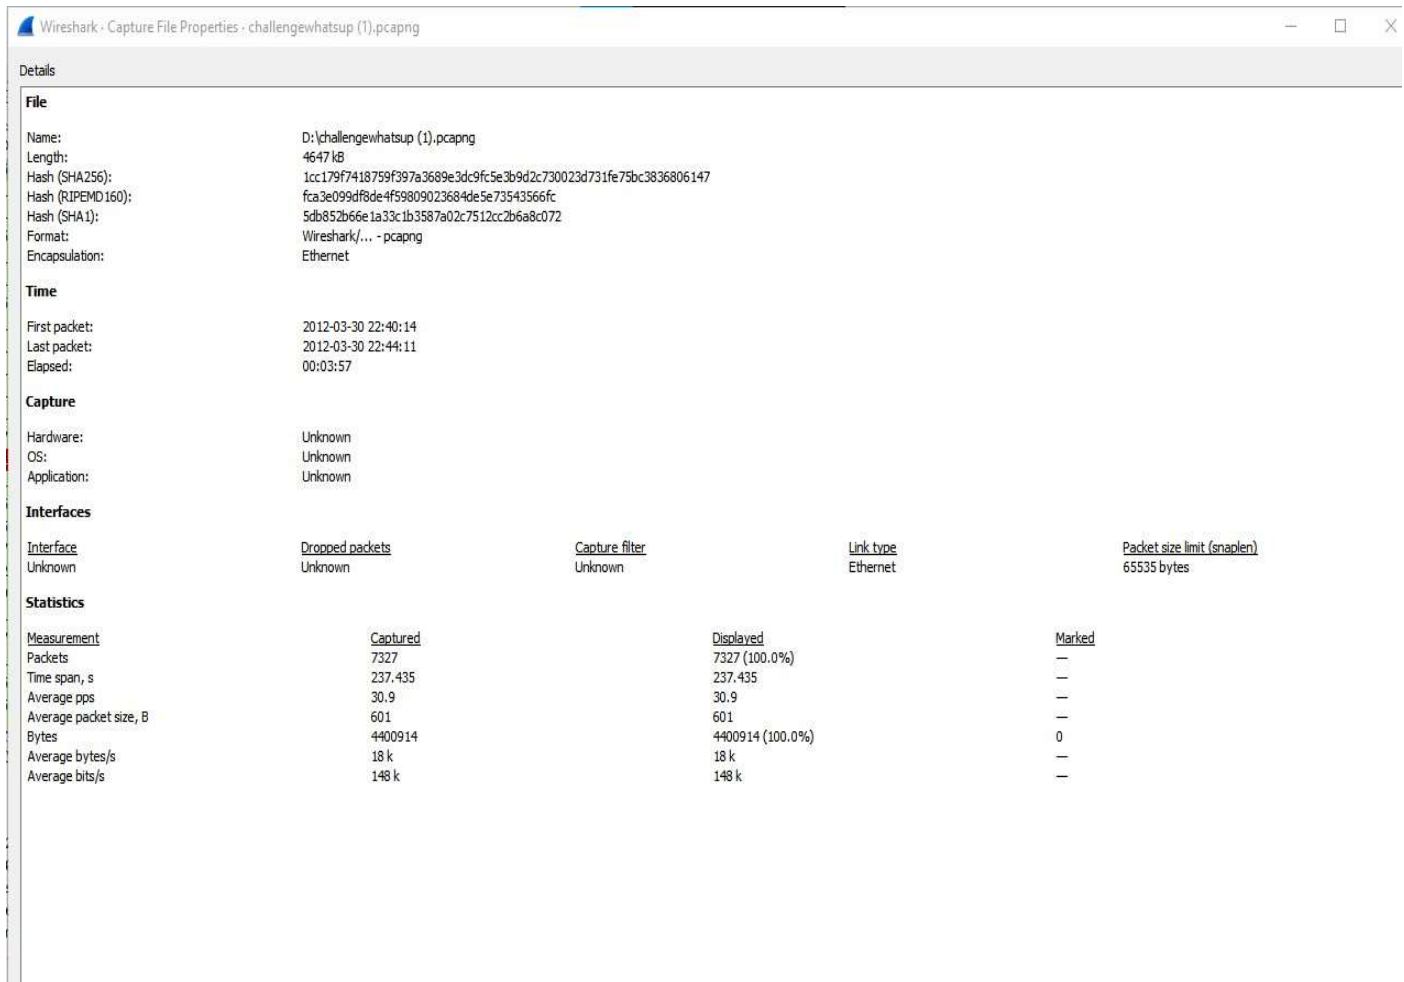 Wireshark · Capture File Properties · challengewhatsup (1).pcapng
Details
File
Name: D:\challengewhatsup (1).pcapng
Length: 4647 kB
Hash (SHA256): 1cc179f7418759f397a3689e3dc9fc5e3b9d2c730023d731fe75bc3836806147
Hash (RIPEMD160): fca3e099df8de4f59809023684de5e73543566fc
Hash (SHA1): 5db852b66e1a33c1b3587a02c7512cc2b6a8c072
Format: Wireshark/... - pcapng
Encapsulation: Ethernet
Time
First packet: 2012-03-30 22:40:14
Last packet: 2012-03-30 22:44:11
Elapsed: 00:03:57
Capture
Hardware: Unknown
OS: Unknown
Application: Unknown
Interfaces
Interface Dropped packets Capture filter Link type Packet size limit (snaplen)
Unknown Unknown Unknown Ethernet 65535 bytes
Statistics
Measurement Captured Displayed Marked
Packets 7327 7327 (100.0%) —
Time span, s 237.435 237.435 —
Average pps 30.9 30.9 —
Average packet size, B 601 601 —
Bytes 4400914 4400914 (100.0%) 0
Average bytes/s 18 k 18 k —
Average bits/s 148 k 148 k —